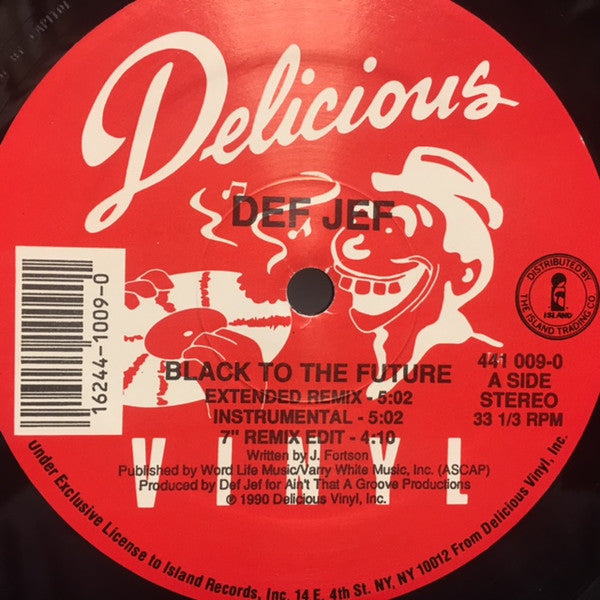 Delicious
DEF JEF
16244-1009-0
DISTRIBUTED BY
ISLAND
THE ISLAND TRADING CO.
BLACK TO THE FUTURE
EXTENDED REMIX - 5:02
INSTRUMENTAL - 5:02
7" REMIX EDIT - 4:10
441 009-0
A SIDE
STEREO
33 1/3 RPM
VINYL
Written by J. Fortson
Published by Word Life Music/Varry White Music, Inc. (ASCAP)
Produced by Def Jef for Ain't That A Groove Productions
℗ 1990 Delicious Vinyl, Inc.
Under Exclusive License to Island Records, Inc. 14 E. 4th St. NY, NY 10012 From Delicious Vinyl, Inc.